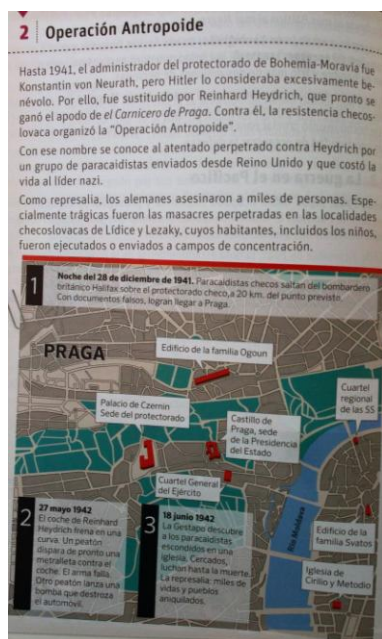 2 Operación Antropoide
Hasta 1941, el administrador del protectorado de Bohemia-Moravia fue
Konstantin von Neurath, pero Hitler lo consideraba excesivamente be-
névolo. Por ello, fue sustituido por Reinhard Heydrich, que pronto se
ganó el apodo de el Carnicero de Praga. Contra él, la resistencia checos-
lovaca organizó la “Operación Antropoide”.
Con ese nombre se conoce al atentado perpetrado contra Heydrich por
un grupo de paracaidistas enviados desde Reino Unido y que costó la
vida al líder nazi.
Como represalia, los alemanes asesinaron a miles de personas. Espe-
cialmente trágicas fueron las masacres perpetradas en las localidades
checoslovacas de Lídice y Lezaky, cuyos habitantes, incluidos los niños,
fueron ejecutados o enviados a campos de concentración.
1
Noche del 28 de diciembre de 1941. Paracaidistas checos saltan del bombardero
británico Halifax sobre el protectorado checo,a 20 km. del punto previsto.
Con documentos falsos, logran llegar a Praga.
PRAGA
Edificio de la familia Ogoun
Cuartel
regional
de las SS
Palacio de Czernin
Sede del protectorado
Castillo de
Praga, sede
de la Presidencia
del Estado
Cuartel General
del Ejército
2
27 mayo 1942
El coche de Reinhard
Heydrich frena en una
curva. Un peatón
dispara de pronto una
metralleta contra el
coche. El arma falla.
Otro peatón lanza una
bomba que destroza
el automóvil.
3
18 junio 1942
La Gestapo descubre
a los paracaidistas
escondidos en una
iglesia. Cercados,
luchon hasta la muerte.
La represalia: miles de
vidas y pueblos
aniquilados.
Río Moldava
Edificio de la
familia Svatos
Iglesia de
Cirilo y Metodio